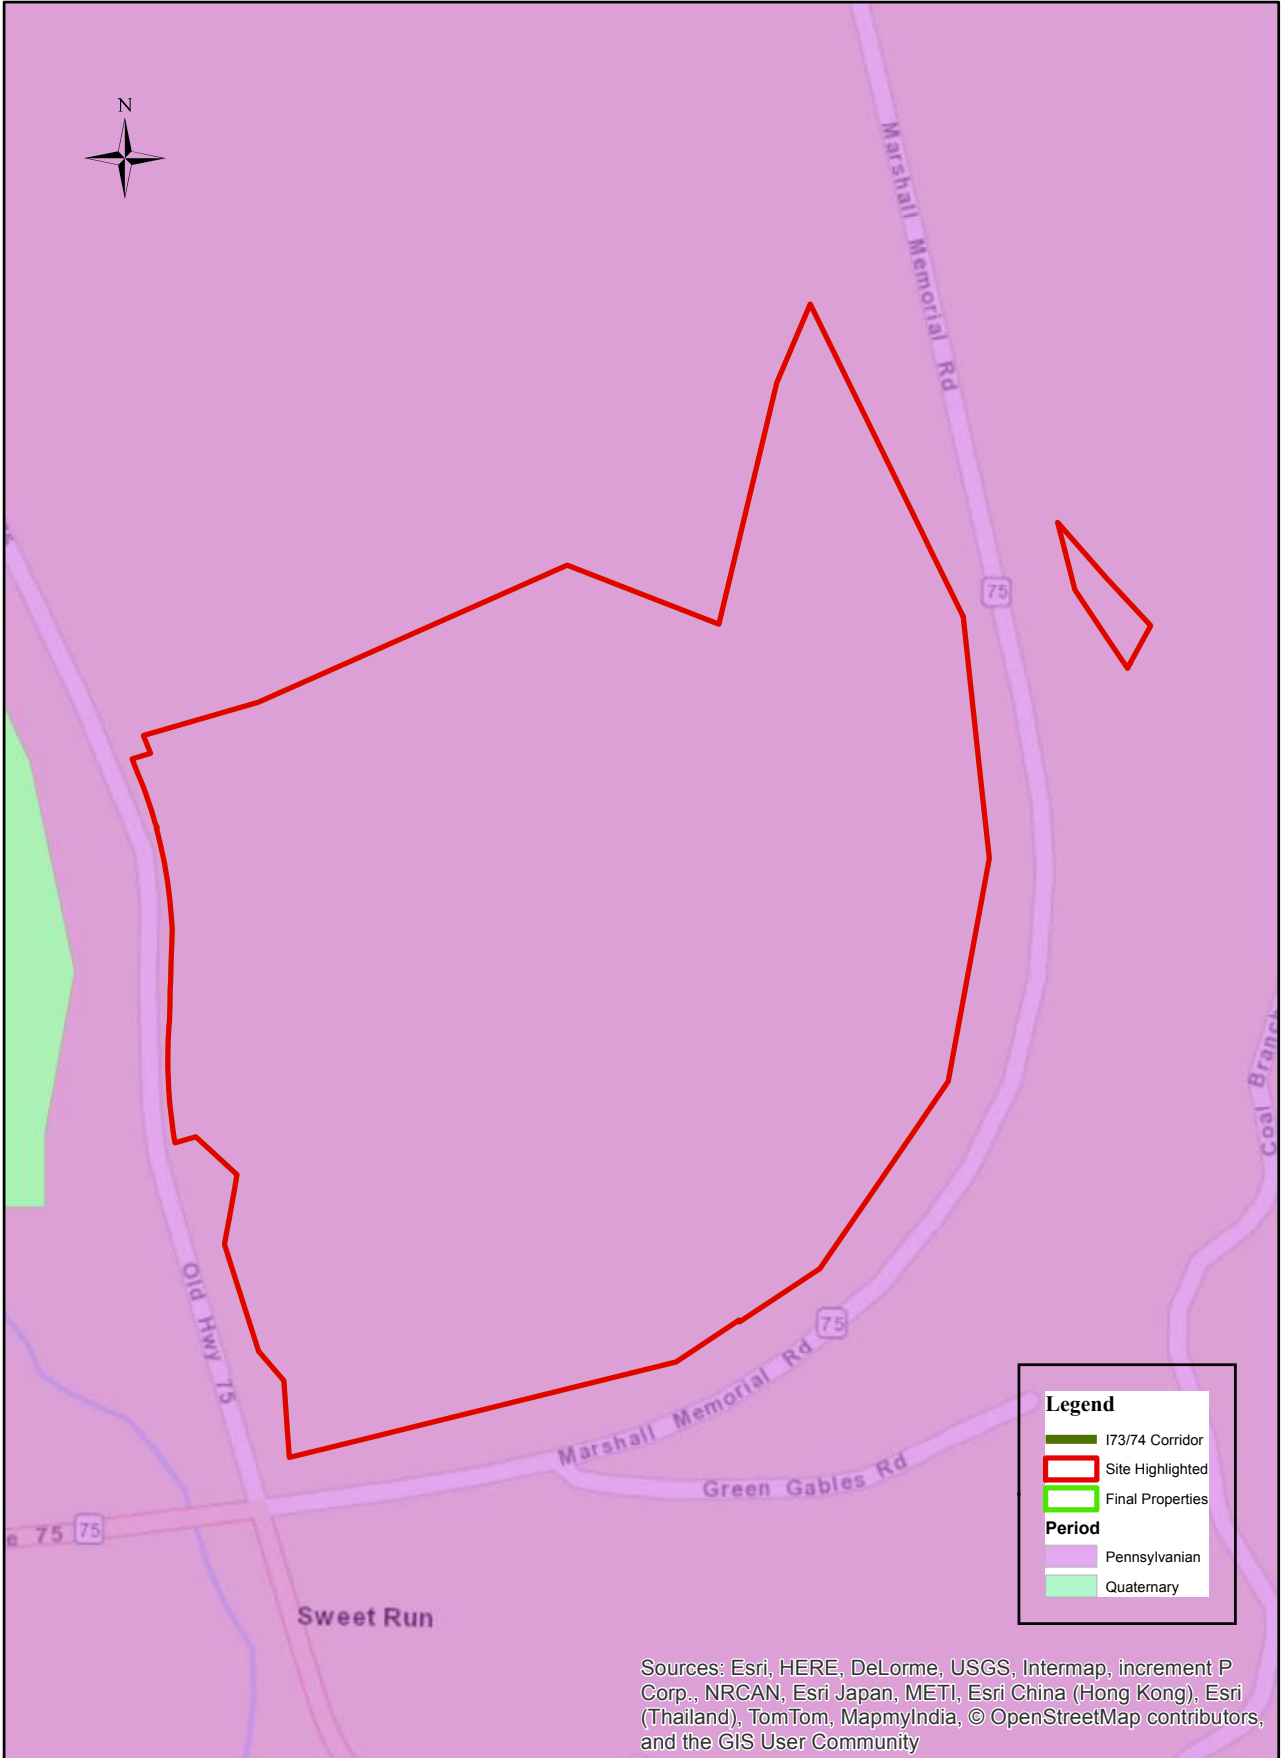 N
Marshall Memorial Rd
75
Coal Branch
Old Hwy 75
75
Marshall Memorial Rd
Green Gables Rd
e 75 75
Sweet Run
Legend
I73/74 Corridor
Site Highlighted
Final Properties
Period
Pennsylvanian
Quaternary
Sources: Esri, HERE, DeLorme, USGS, Intermap, increment P
Corp., NRCAN, Esri Japan, METI, Esri China (Hong Kong), Esri
(Thailand), TomTom, MapmyIndia, © OpenStreetMap contributors,
and the GIS User Community